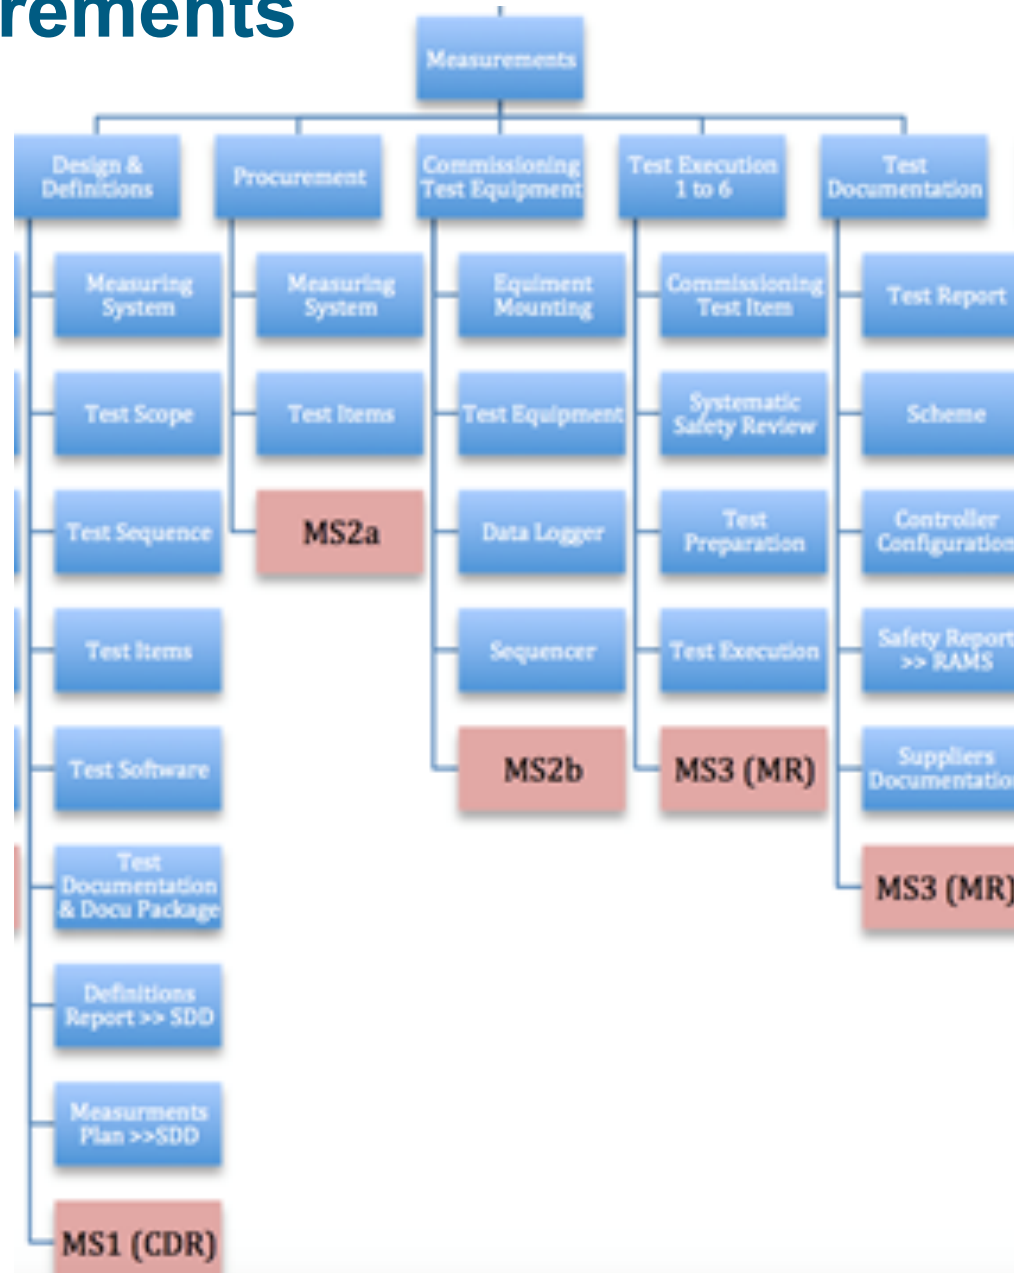 rements
Measurements
Design &
Definitions
Procurement
Commissioning
Test Equipment
Test Execution
1 to 6
Test
Documentation
Measuring
System
Test Scope
Test Sequence
Test Items
Test Software
Test
Documentation
& Docu Package
Definitions
Report >> SDD
Measurments
Plan >>SDD
MS1 (CDR)
Measuring
System
Test Items
MS2a
Equiment
Mounting
Test Equipment
Data Logger
Sequencer
MS2b
Commissioning
Test Item
Systematic
Safety Review
Test
Preparation
Test Execution
MS3 (MR)
Test Report
Scheme
Controller
Configuration
Safety Report
>> RAMS
Suppliers
Documentatio
MS3 (MR)